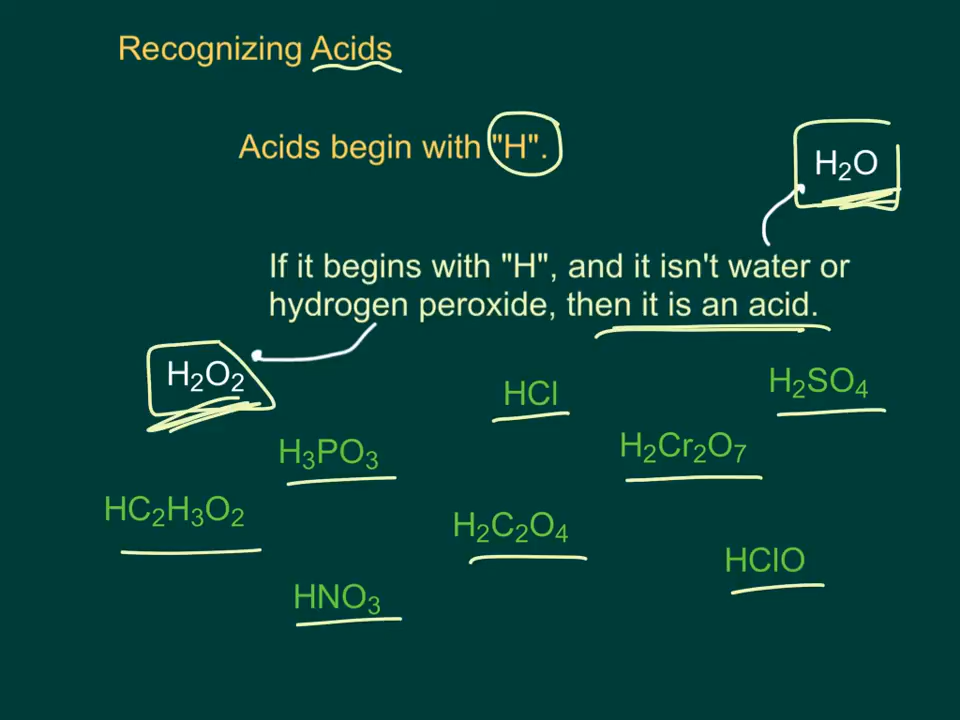 Recognizing Acids
Acids begin with "H".
H₂O
If it begins with "H", and it isn't water or
hydrogen peroxide, then it is an acid.
H₂O₂
HCl
H₂SO₄
H₃PO₃
H₂Cr₂O₇
HC₂H₃O₂
H₂C₂O₄
HClO
HNO₃